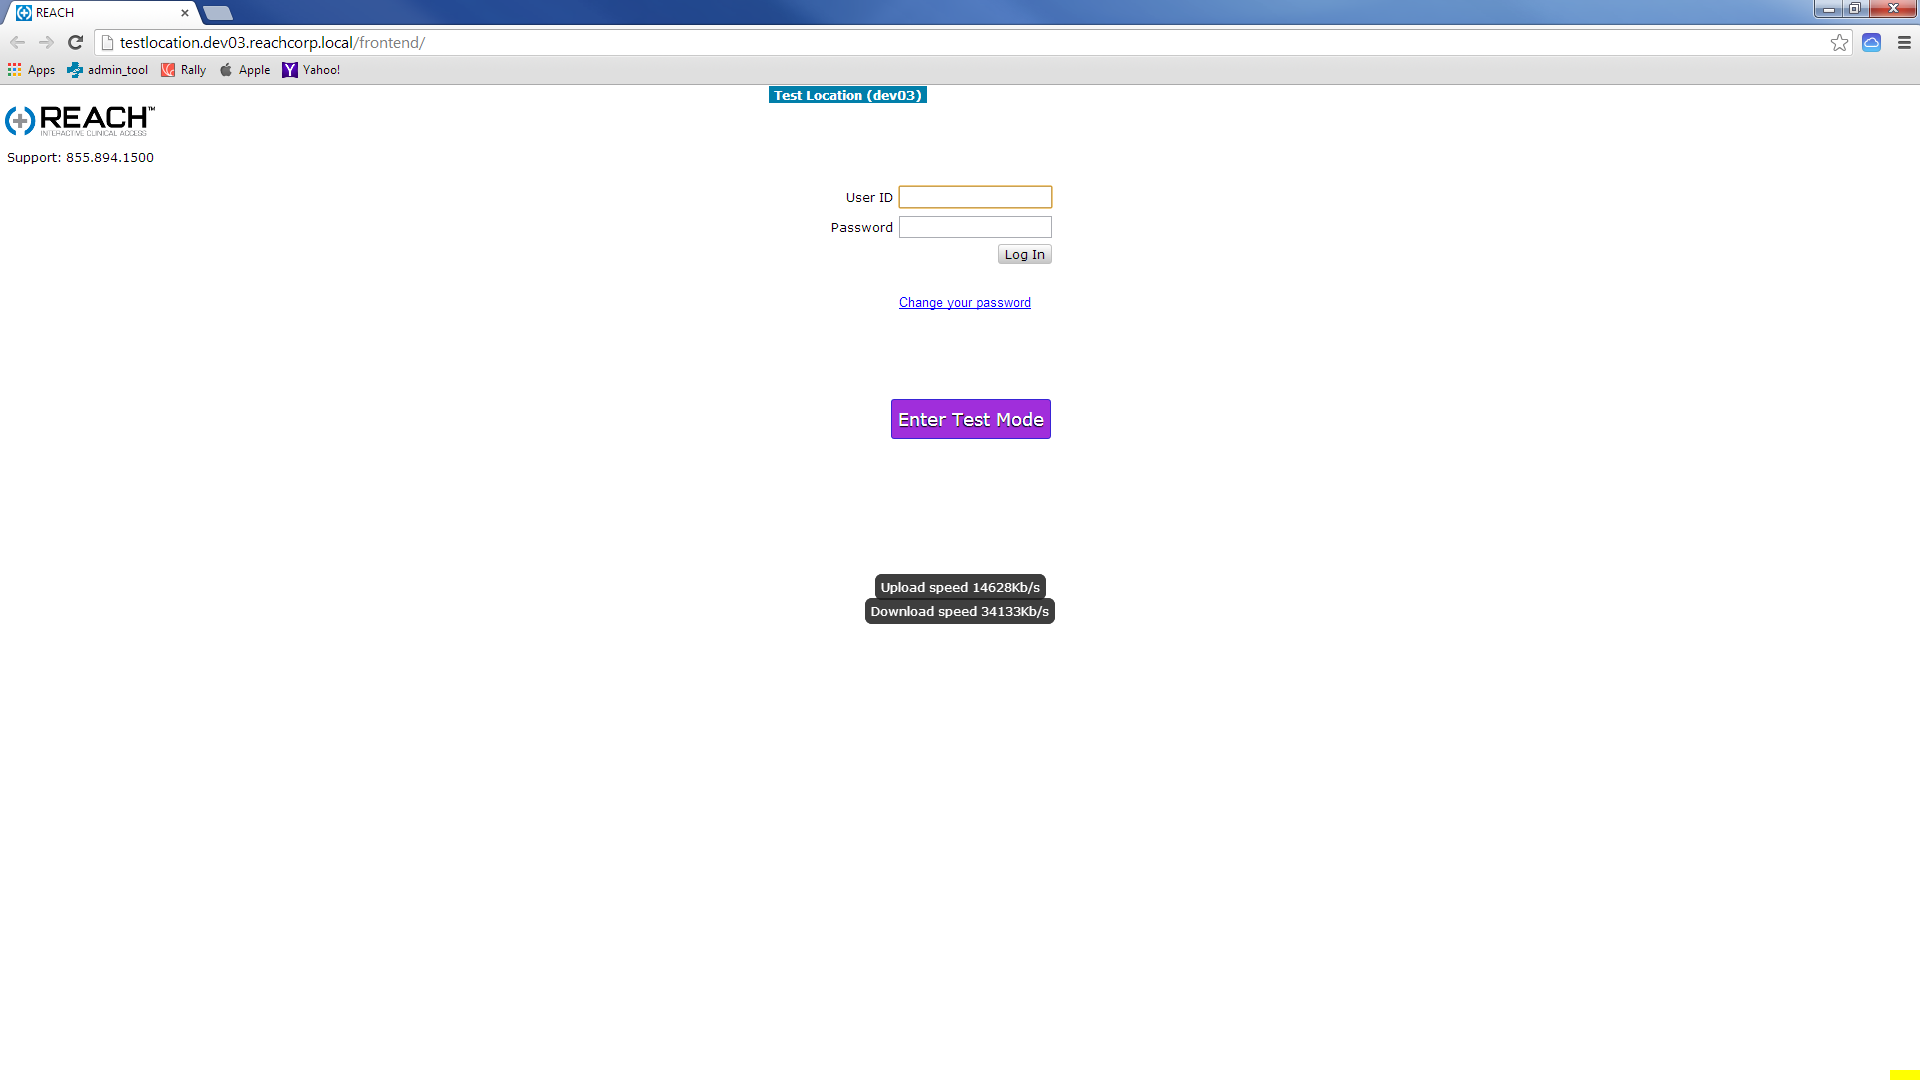 REACH
testlocation.dev03.reachcorp.local/frontend/
Apps admin_tool Rally Apple Yahoo!
Test Location (dev03)
REACH™
INTERACTIVE CLINICAL ACCESS
Support: 855.894.1500
User ID
Password
Log In
Change your password
Enter Test Mode
Upload speed 14628Kb/s
Download speed 34133Kb/s